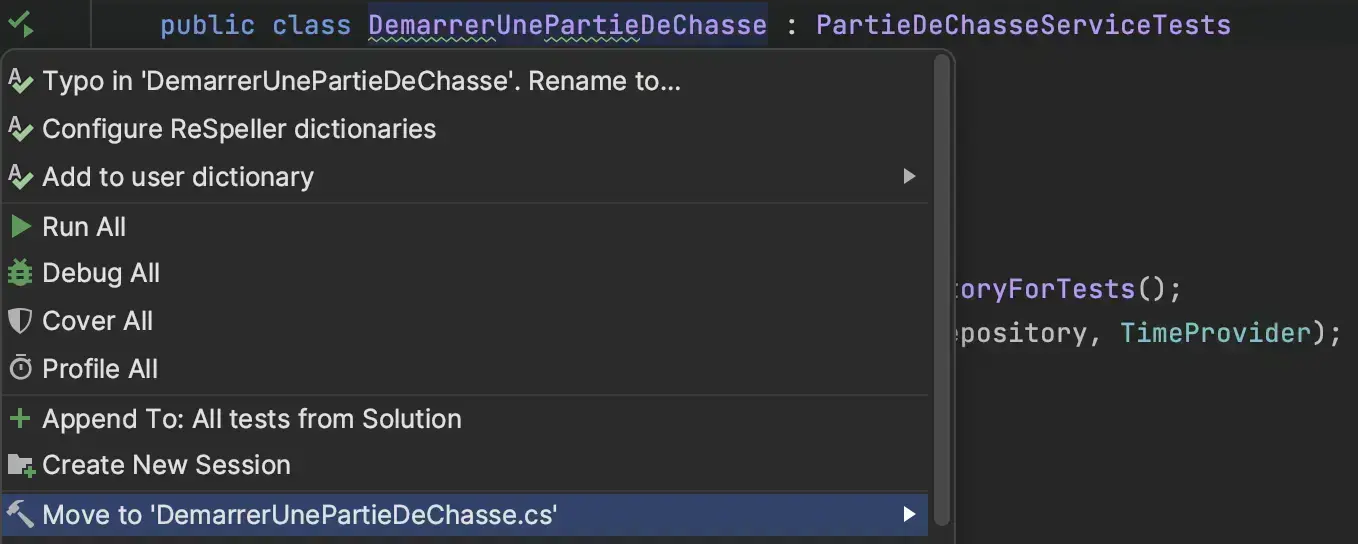 public class DemarrerUnePartieDeChasse : PartieDeChasseServiceTests
Typo in 'DemarrerUnePartieDeChasse'. Rename to...
Configure ReSpeller dictionaries
Add to user dictionary
Run All
Debug All
toryForTests();
Cover All
epository, TimeProvider);
Profile All
Append To: All tests from Solution
Create New Session
Move to 'DemarrerUnePartieDeChasse.cs'